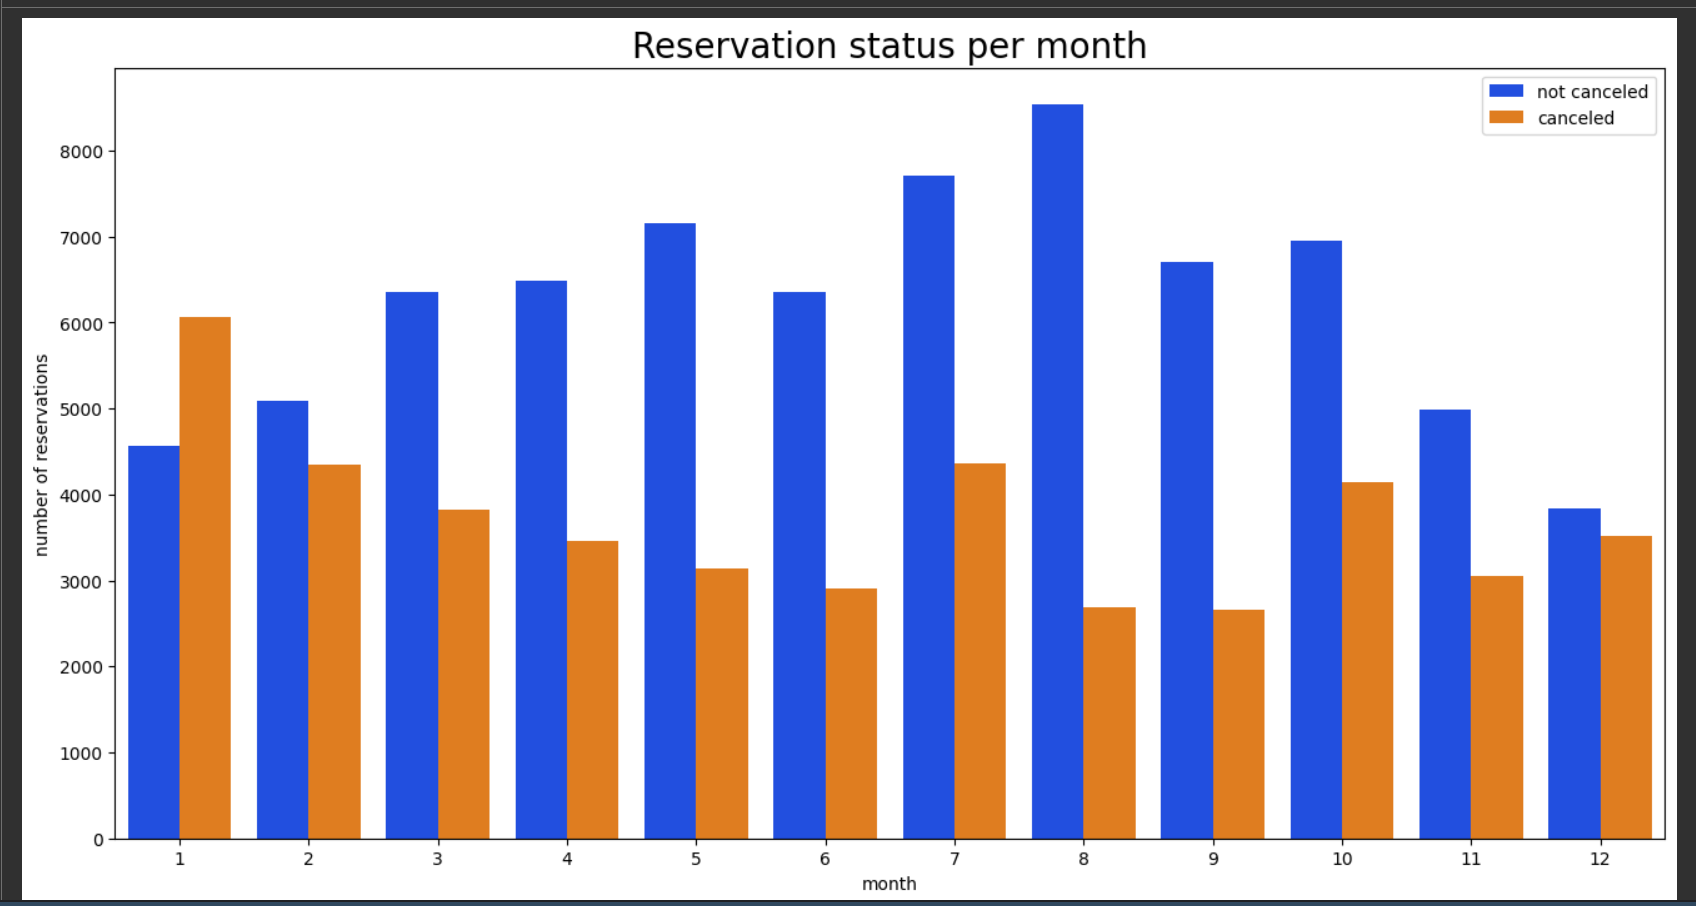 Reservation status per month
not canceled
canceled
8000
7000
6000
5000
4000
3000
2000
1000
0
number of reservations
1 2 3 4 5 6 7 8 9 10 11 12
month